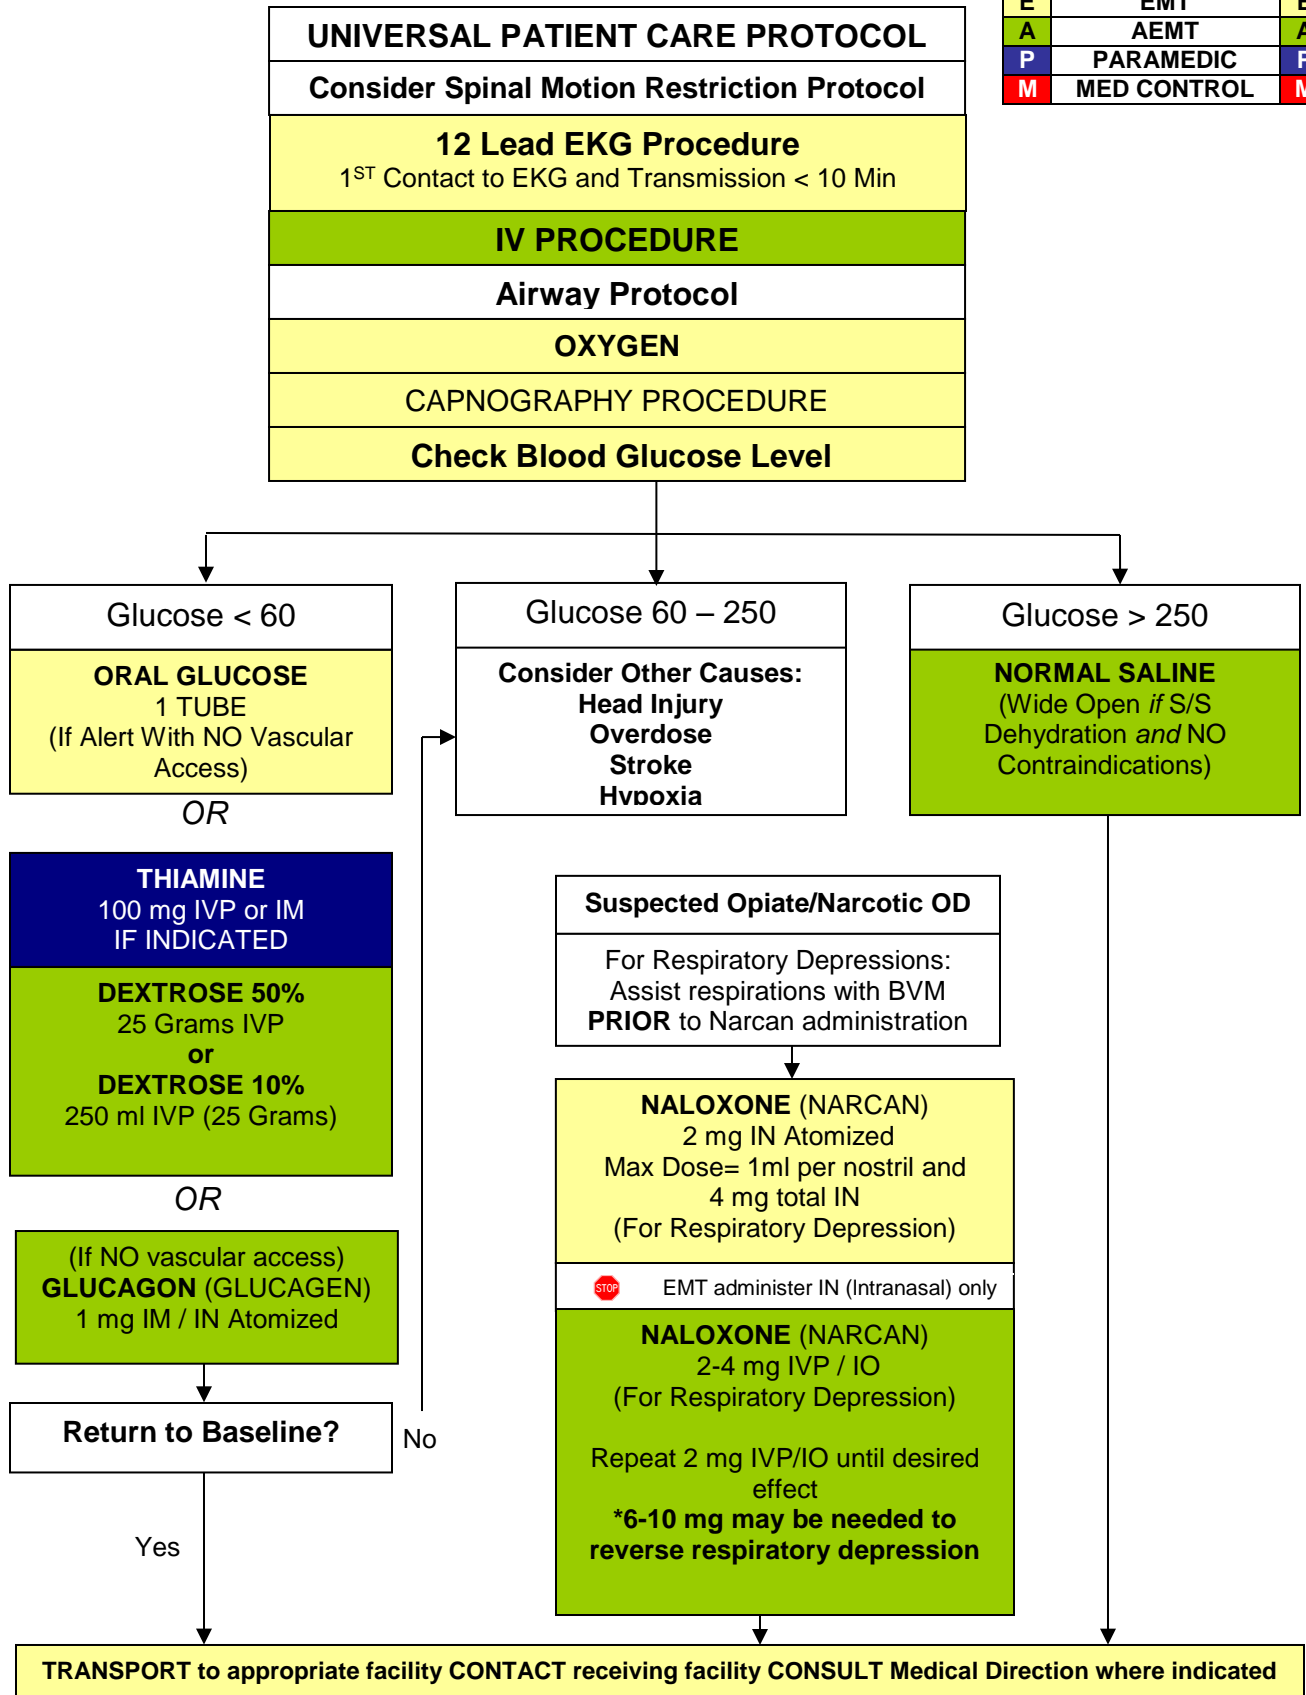 E EMT E
A AEMT A
P PARAMEDIC P
M MED CONTROL M
UNIVERSAL PATIENT CARE PROTOCOL
Consider Spinal Motion Restriction Protocol
12 Lead EKG Procedure
1ST Contact to EKG and Transmission < 10 Min
IV PROCEDURE
Airway Protocol
OXYGEN
CAPNOGRAPHY PROCEDURE
Check Blood Glucose Level
Glucose < 60
ORAL GLUCOSE
1 TUBE
(If Alert With NO Vascular
Access)
OR
THIAMINE
100 mg IVP or IM
IF INDICATED
DEXTROSE 50%
25 Grams IVP
or
DEXTROSE 10%
250 ml IVP (25 Grams)
OR
(If NO vascular access)
GLUCAGON (GLUCAGEN)
1 mg IM / IN Atomized
Return to Baseline?
No
Yes
Glucose 60 – 250
Consider Other Causes:
Head Injury
Overdose
Stroke
Hypoxia
Glucose > 250
NORMAL SALINE
(Wide Open if S/S
Dehydration and NO
Contraindications)
Suspected Opiate/Narcotic OD
For Respiratory Depressions:
Assist respirations with BVM
PRIOR to Narcan administration
NALOXONE (NARCAN)
2 mg IN Atomized
Max Dose= 1ml per nostril and
4 mg total IN
(For Respiratory Depression)
STOP EMT administer IN (Intranasal) only
NALOXONE (NARCAN)
2-4 mg IVP / IO
(For Respiratory Depression)
Repeat 2 mg IVP/IO until desired
effect
*6-10 mg may be needed to
reverse respiratory depression
TRANSPORT to appropriate facility CONTACT receiving facility CONSULT Medical Direction where indicated